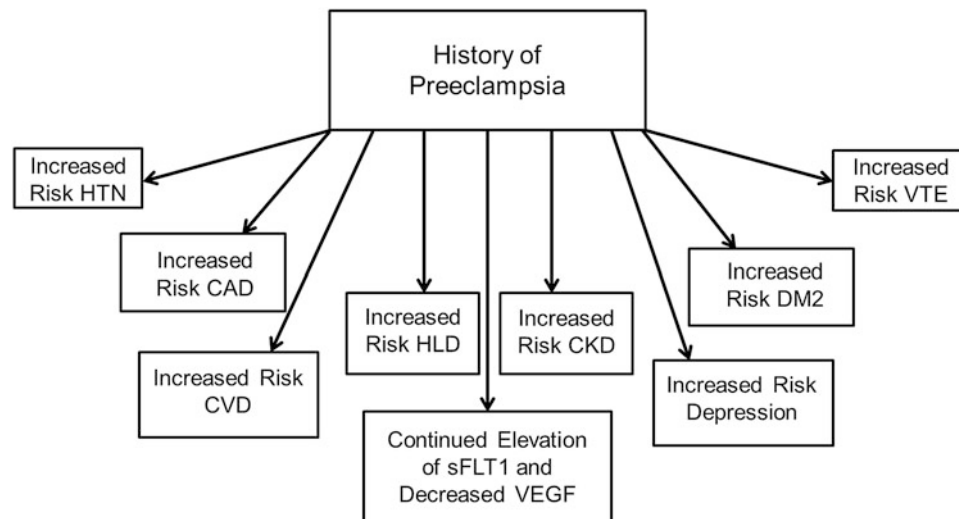 History of
Preeclampsia
Increased
Risk HTN
Increased
Risk VTE
Increased
Risk CAD
Increased
Risk DM2
Increased
Risk HLD
Increased
Risk CKD
Increased Risk
CVD
Increased Risk
Depression
Continued Elevation
of sFLT1 and
Decreased VEGF